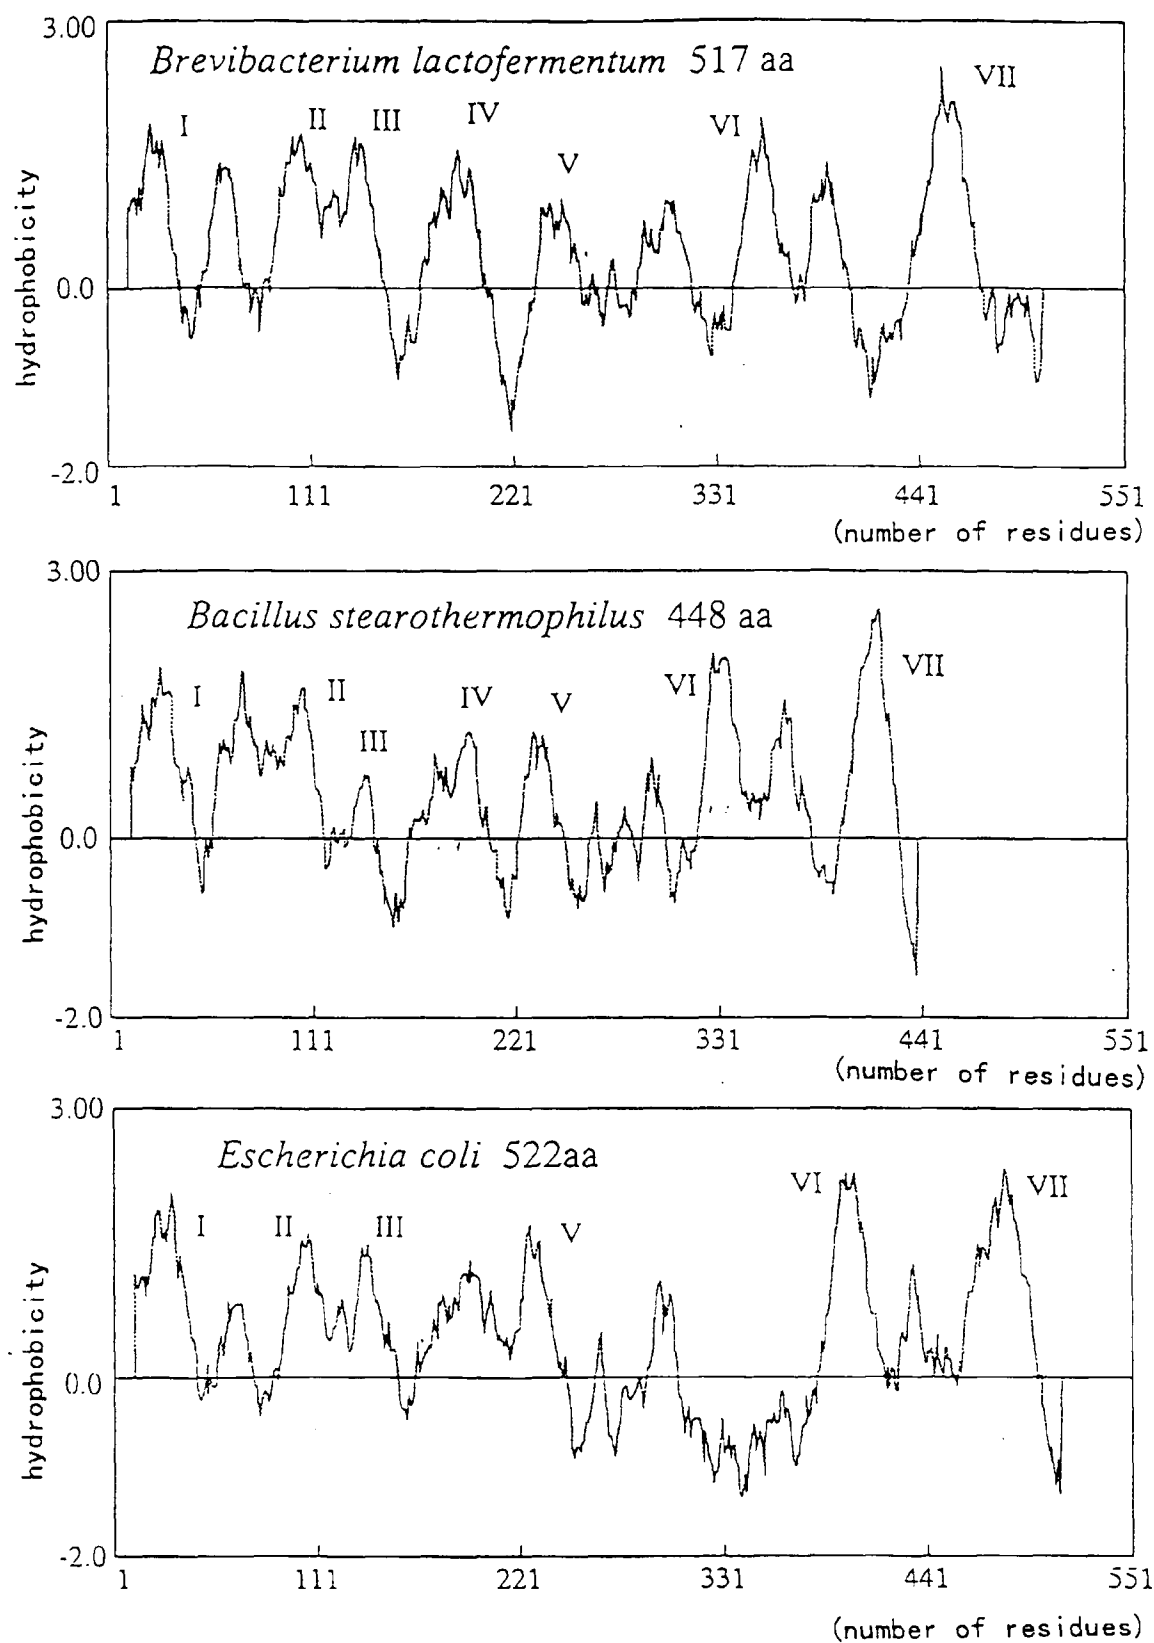 3.00
Brevibacterium lactofermentum 517 aa
I II III IV V VI VII
hydrophobicity
0.0
-2.0
1 111 221 331 441 551
(number of residues)
3.00
Bacillus stearothermophilus 448 aa
I II III IV V VI VII
hydrophobicity
0.0
-2.0
1 111 221 331 441 551
(number of residues)
3.00
Escherichia coli 522aa
I II III V VI VII
hydrophobicity
0.0
-2.0
1 111 221 331 441 551
(number of residues)